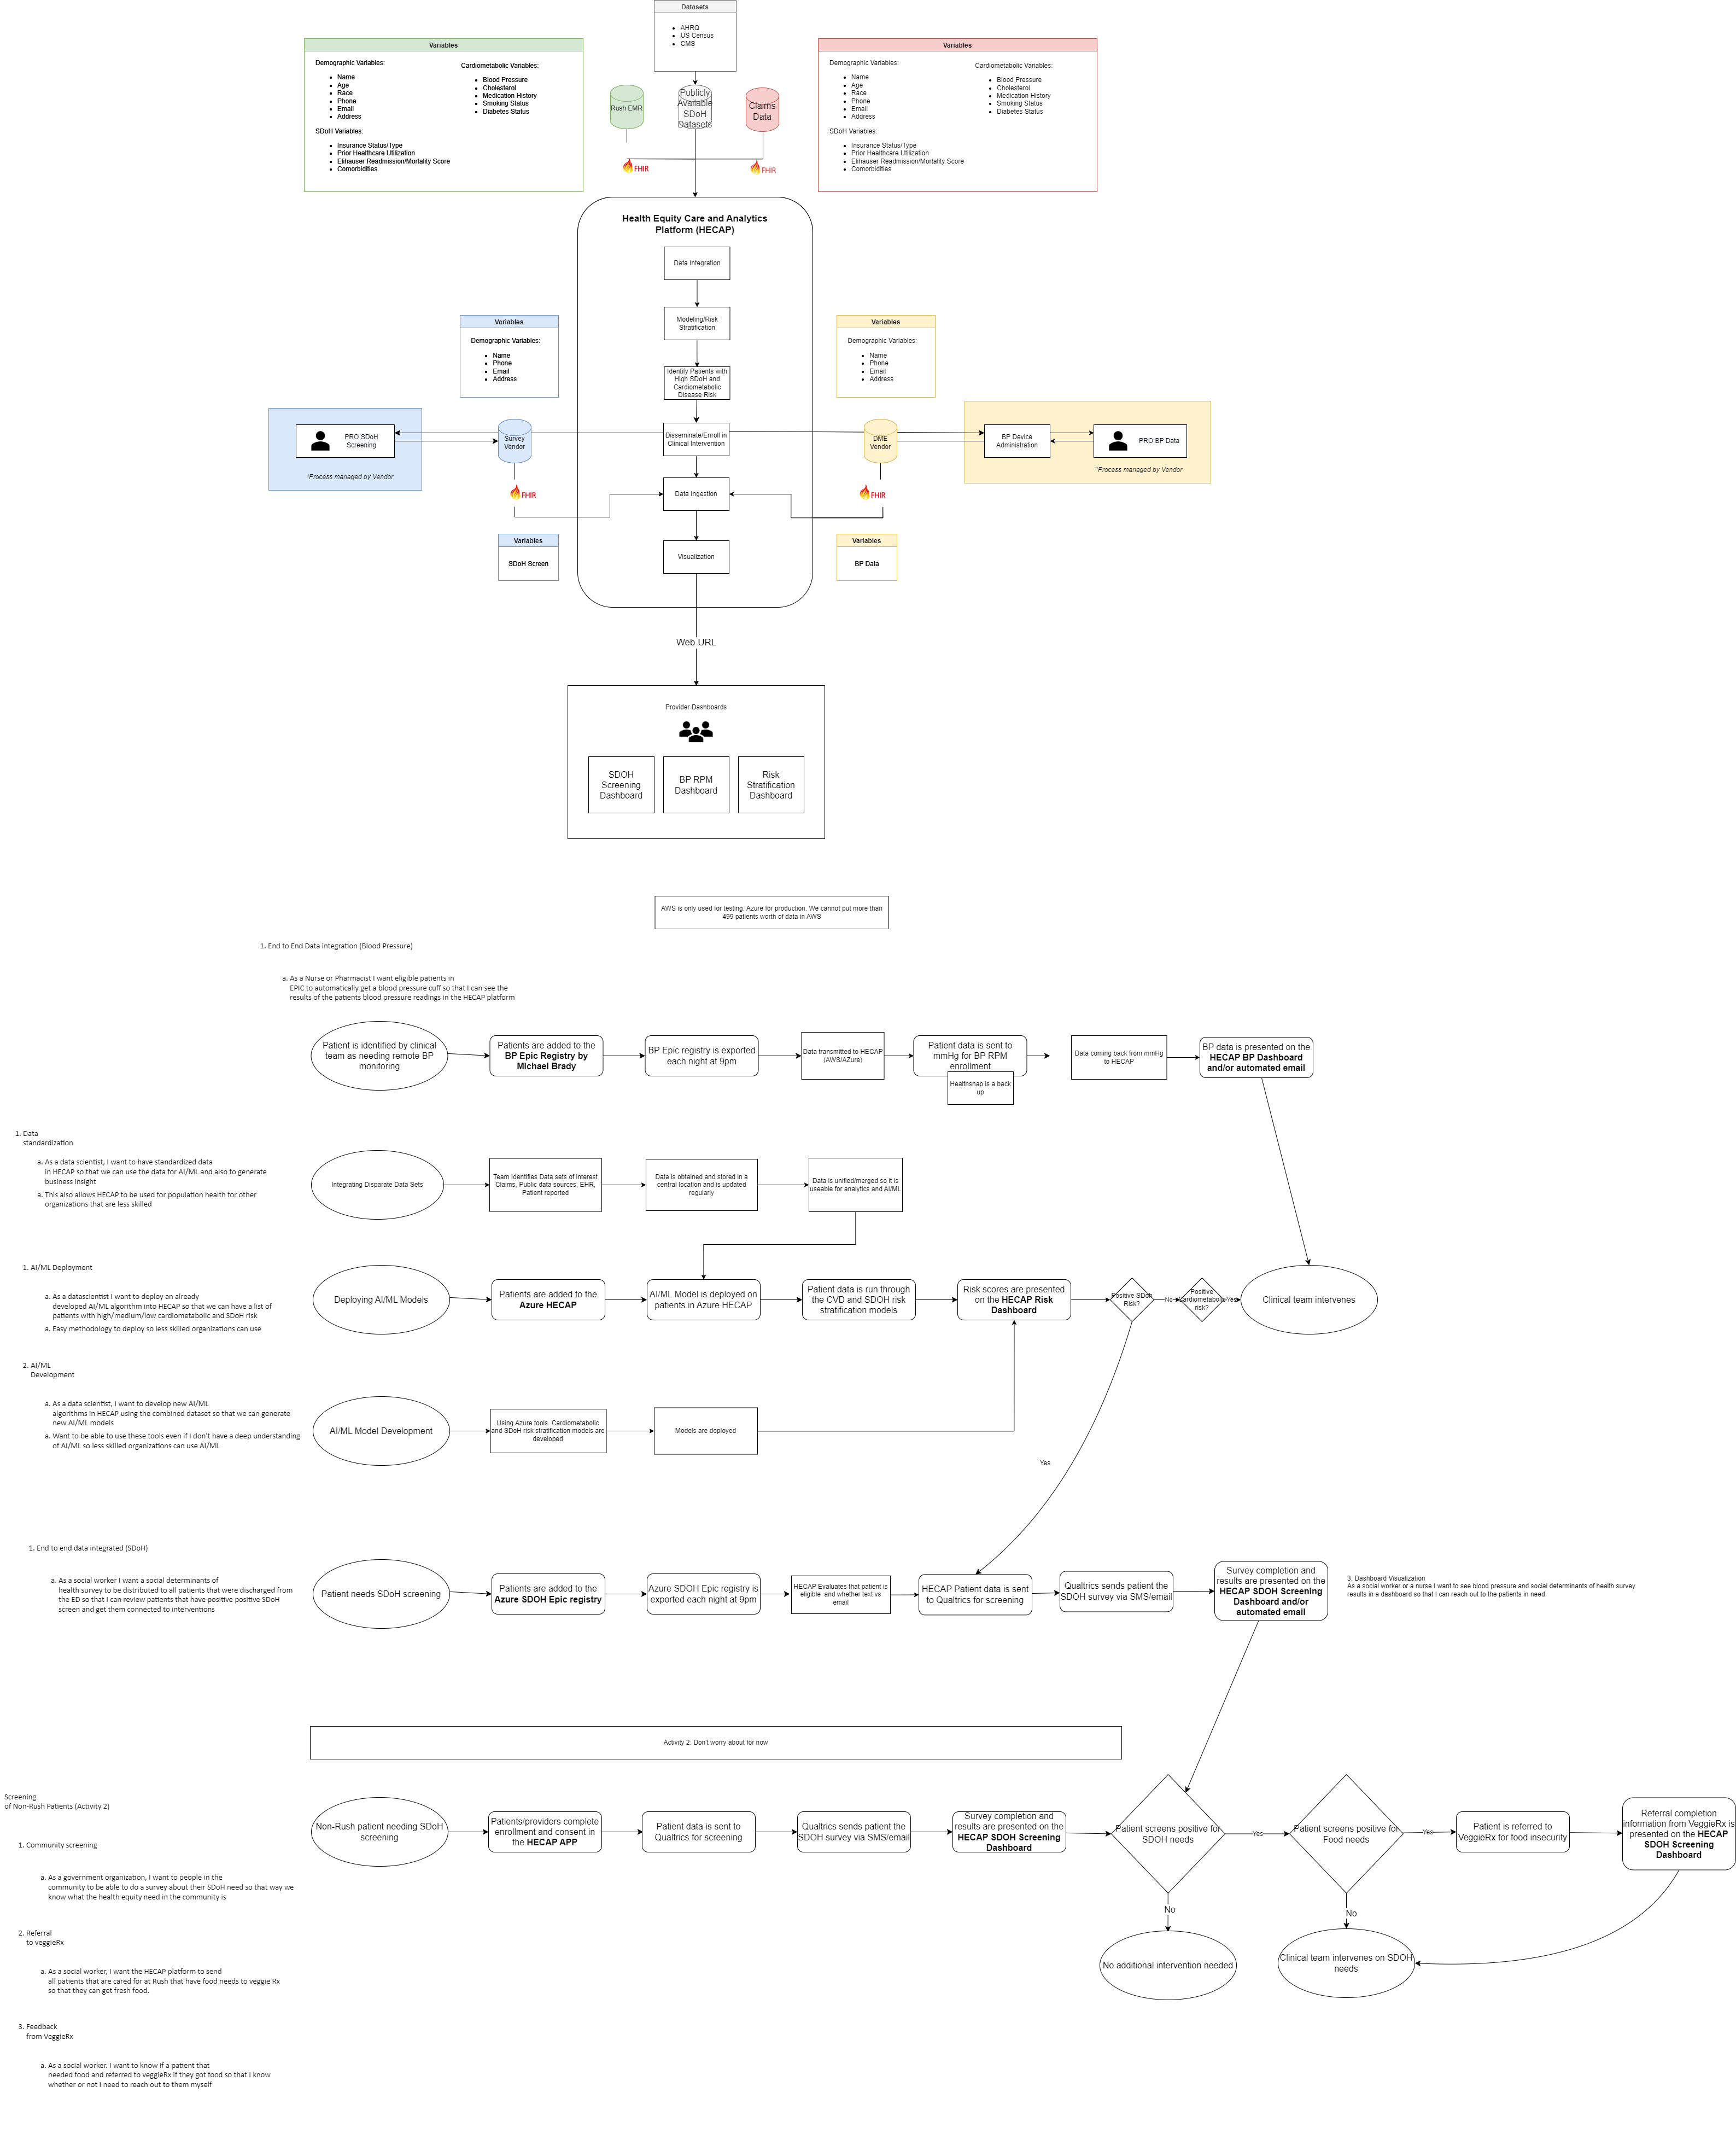 Datasets
AHRQ
US Census
CMS
Variables
Demographic Variables:
Name
Age
Race
Phone
Email
Address
SDoH Variables:
Insurance Status/Type
Prior Healthcare Utilization
Elihauser Readmission/Mortality Score
Comorbidities
Cardiometabolic Variables:
Blood Pressure
Cholesterol
Medication History
Smoking Status
Diabetes Status
Rush EMR
Publicly
Available
SDoH
Datasets
Claims
Data
Variables
Demographic Variables:
Name
Age
Race
Phone
Email
Address
SDoH Variables:
Insurance Status/Type
Prior Healthcare Utilization
Elihauser Readmission/Mortality Score
Comorbidities
Cardiometabolic Variables:
Blood Pressure
Cholesterol
Medication History
Smoking Status
Diabetes Status
FHIR
FHIR
Health Equity Care and Analytics
Platform (HECAP)
Data Integration
Modeling/Risk
Stratification
Identify Patients with
High SDoH and
Cardiometabolic
Disease Risk
Disseminate/Enroll in
Clinical Intervention
Data Ingestion
Visualization
Variables
Demographic Variables:
Name
Phone
Email
Address
Variables
Demographic Variables:
Name
Phone
Email
Address
PRO SDoH
Screening
*Process managed by Vendor
Survey
Vendor
DME
Vendor
BP Device
Administration
PRO BP Data
*Process managed by Vendor
FHIR
FHIR
Variables
SDoH Screen
Variables
BP Data
Web URL
Provider Dashboards
SDOH
Screening
Dashboard
BP RPM
Dashboard
Risk
Stratification
Dashboard
AWS is only used for testing. Azure for production. We cannot put more than
499 patients worth of data in AWS
1. End to End Data integration (Blood Pressure)
a. As a Nurse or Pharmacist I want eligible patients in
EPIC to automatically get a blood pressure cuff so that I can see the
results of the patients blood pressure readings in the HECAP platform
Patient is identified by clinical
team as needing remote BP
monitoring
Patients are added to the
BP Epic Registry by
Michael Brady
BP Epic registry is exported
each night at 9pm
Data transmitted to HECAP
(AWS/AZure)
Patient data is sent to
mmHg for BP RPM
enrollment
Healthsnap is a back
up
Data coming back from mmHg
to HECAP
BP data is presented on the
HECAP BP Dashboard
and/or automated email
1. Data
standardization
a. As a data scientist, I want to have standardized data
in HECAP so that we can use the data for AI/ML and also to generate
business insight
a. This also allows HECAP to be used for population health for other
organizations that are less skilled
Integrating Disparate Data Sets
Team Identifies Data sets of interest
Claims, Public data sources, EHR,
Patient reported
Data is obtained and stored in a
central location and is updated
regularly
Data is unified/merged so it is
useable for analytics and AI/ML
1. AI/ML Deployment
a. As a datascientist I want to deploy an already
developed AI/ML algorithm into HECAP so that we can have a list of
patients with high/medium/low cardiometabolic and SDoH risk
a. Easy methodology to deploy so less skilled organizations can use
Deploying AI/ML Models
Patients are added to the
Azure HECAP
AI/ML Model is deployed on
patients in Azure HECAP
Patient data is run through
the CVD and SDOH risk
stratification models
Risk scores are presented
on the HECAP Risk
Dashboard
Positive SDoh
Risk?
No
Positive
Cardiometabolic
risk?
Yes
Clinical team intervenes
2. AI/ML
Development
a. As a data scientist, I want to develop new AI/ML
algorithms in HECAP using the combined dataset so that we can generate
new AI/ML models
a. Want to be able to use these tools even if I don't have a deep understanding
of AI/ML so less skilled organizations can use AI/ML
AI/ML Model Development
Using Azure tools. Cardiometabolic
and SDoH risk stratification models are
developed
Models are deployed
Yes
1. End to end data integrated (SDoH)
a. As a social worker I want a social determinants of
health survey to be distributed to all patients that were discharged from
the ED so that I can review patients that have positive positive SDoH
screen and get them connected to interventions
Patient needs SDoH screening
Patients are added to the
Azure SDOH Epic registry
Azure SDOH Epic registry is
exported each night at 9pm
HECAP Evaluates that patient is
eligible and whether text vs
email
HECAP Patient data is sent
to Qualtrics for screening
Qualtrics sends patient the
SDOH survey via SMS/email
Survey completion and
results are presented on the
HECAP SDOH Screening
Dashboard and/or
automated email
3. Dashboard Visualization
As a social worker or a nurse I want to see blood pressure and social determinants of health survey
results in a dashboard so that I can reach out to the patients in need
Activity 2: Don't worry about for now
Screening
of Non-Rush Patients (Activity 2)
1. Community screening
a. As a government organization, I want to people in the
community to be able to do a survey about their SDoH need so that way we
know what the health equity need in the community is
2. Referral
to veggieRx
a. As a social worker, I want the HECAP platform to send
all patients that are cared for at Rush that have food needs to veggie Rx
so that they can get fresh food.
3. Feedback
from VeggieRx
a. As a social worker. I want to know if a patient that
needed food and referred to veggieRx if they got food so that I know
whether or not I need to reach out to them myself
Non-Rush patient needing SDoH
screening
Patients/providers complete
enrollment and consent in
the HECAP APP
Patient data is sent to
Qualtrics for screening
Qualtrics sends patient the
SDOH survey via SMS/email
Survey completion and
results are presented on the
HECAP SDOH Screening
Dashboard
Patient screens positive for
SDOH needs
Yes
Patient screens positive for
Food needs
Yes
Patient is referred to
VeggieRx for food insecurity
Referral completion
information from VeggieRx is
presented on the HECAP
SDOH Screening
Dashboard
No
No
No additional intervention needed
Clinical team intervenes on SDOH
needs